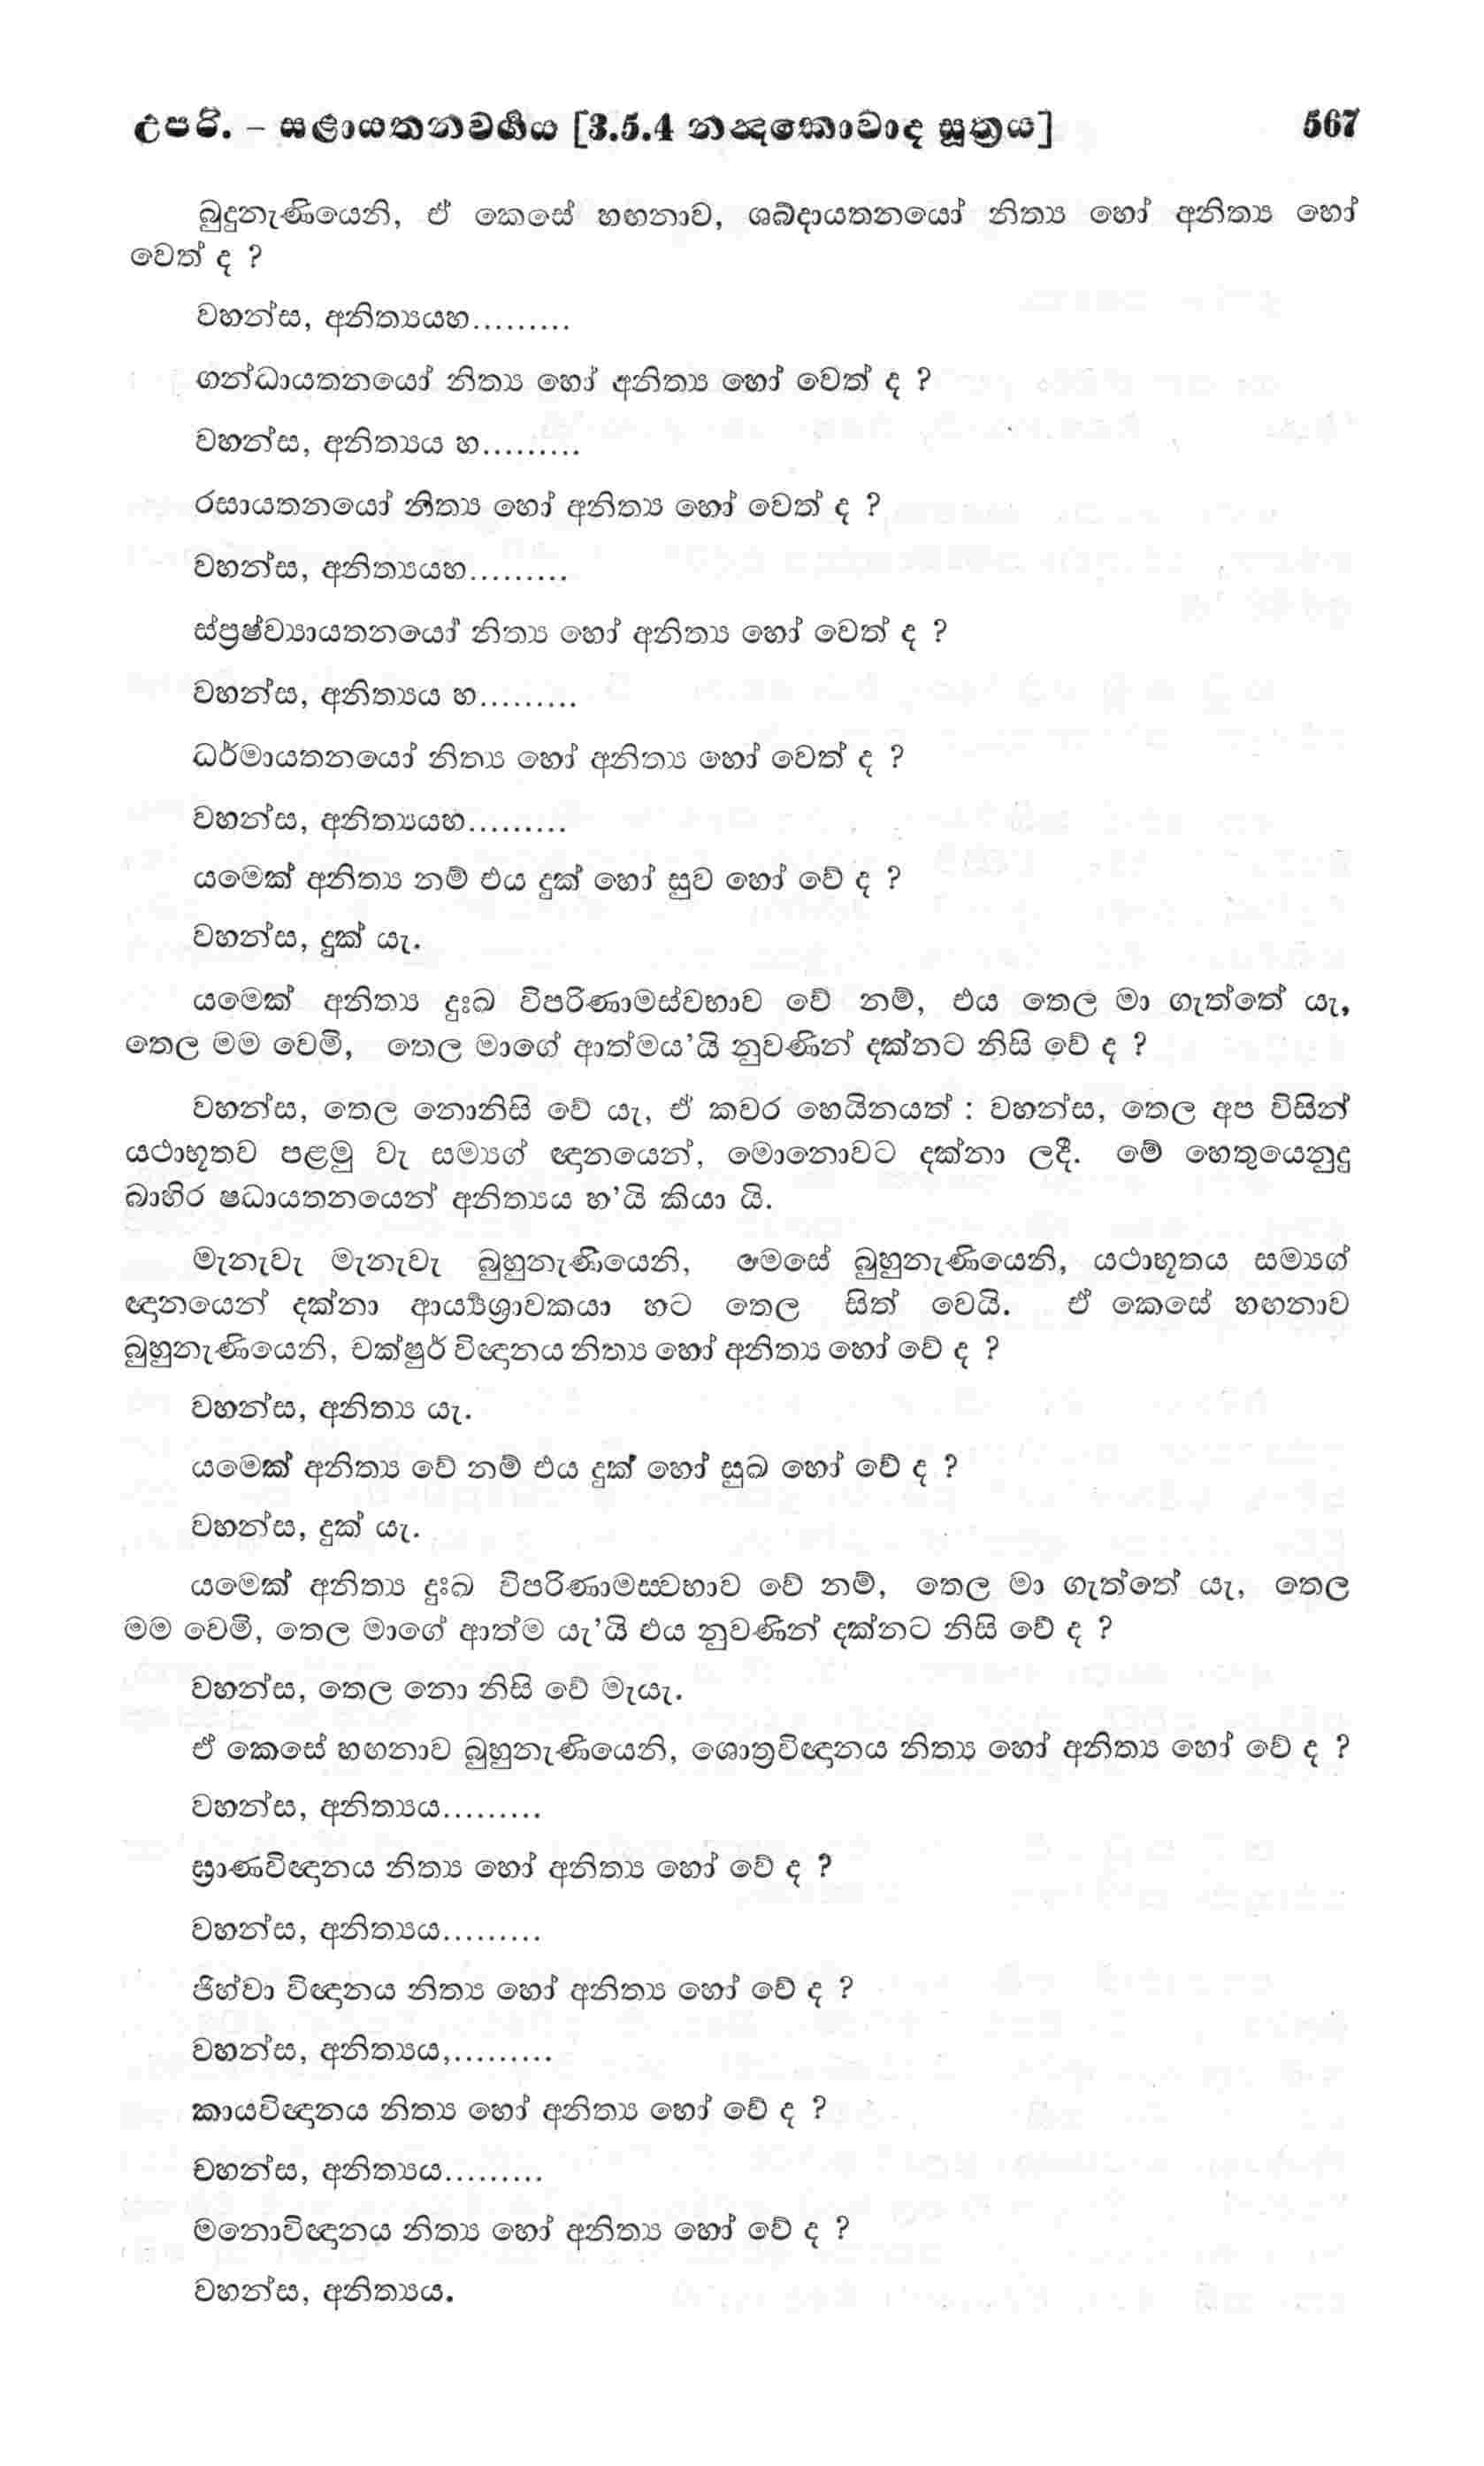 උපරි. – සළායතනවර්‍ගය [3.5.4 නන්‍දකොවාද සූත්‍රය] 567
බුදුනැණියෙනි, ඒ කෙසේ හඟනාව, ශබ්දායතනයෝ නිත්‍ය හෝ අනිත්‍ය හෝ
වෙත් ද ?
වහන්ස, අනිත්‍යයහ.........
ගන්ධායතනයෝ නිත්‍ය හෝ අනිත්‍ය හෝ වෙත් ද ?
වහන්ස, අනිත්‍යය හ.........
රසායතනයෝ නිත්‍ය හෝ අනිත්‍ය හෝ වෙත් ද ?
වහන්ස, අනිත්‍යයහ.........
ස්ප්‍රෂ්ව්‍යායතනයෝ නිත්‍ය හෝ අනිත්‍ය හෝ වෙත් ද ?
වහන්ස, අනිත්‍යය හ.........
ධර්මායතනයෝ නිත්‍ය හෝ අනිත්‍ය හෝ වෙත් ද ?
වහන්ස, අනිත්‍යයහ.........
යමෙක් අනිත්‍ය නම් එය දුක් හෝ සුව හෝ වේ ද ?
වහන්ස, දුක් යැ.
යමෙක් අනිත්‍ය දුඃඛ විපරිණාමස්වභාව වේ නම්, එය තෙල මා ගැත්තේ යැ,
තෙල මම වෙමි, තෙල මාගේ ආත්මය’යි නුවණින් දක්නට නිසි වේ ද ?
වහන්ස, තෙල නොනිසි වේ යැ, ඒ කවර හෙයිනයත් : වහන්ස, තෙල අප විසින්
යථාභූතව පළමු වැ සම්‍යග් ඥානයෙන්, මොනොවට දක්නා ලදී. මේ හෙතුයෙනුදු
බාහිර ෂඩායතනයෙන් අනිත්‍යය හ’යි කියා යි.
මැනැවැ මැනැවැ බුහුනැණියෙනි, මෙසේ බුහුනැණියෙනි, යථාභූතය සම්‍යග්
ඥානයෙන් දක්නා ආර්‍ය්‍යශ්‍රාවකයා හට තෙල සිත් වෙයි. ඒ කෙසේ හඟනාව
බුහුනැණියෙනි, චක්ෂුර් විඥානය නිත්‍ය හෝ අනිත්‍ය හෝ වේ ද ?
වහන්ස, අනිත්‍ය යැ.
යමෙක් අනිත්‍ය වේ නම් එය දුක් හෝ සුඛ හෝ වේ ද ?
වහන්ස, දුක් යැ.
යමෙක් අනිත්‍ය දුඃඛ විපරිණාමස්‍වභාව වේ නම්, තෙල මා ගැත්තේ යැ, තෙල
මම වෙමි, තෙල මාගේ ආත්ම යැ’යි එය නුවණින් දක්නට නිසි වේ ද ?
වහන්ස, තෙල නො නිසි වේ මැයැ.
ඒ කෙසේ හඟනාව බුහුනැණියෙනි, ශොත්‍රවිඥානය නිත්‍ය හෝ අනිත්‍ය හෝ වේ ද ?
වහන්ස, අනිත්‍යය.........
ඝ්‍රාණවිඥානය නිත්‍ය හෝ අනිත්‍ය හෝ වේ ද ?
වහන්ස, අනිත්‍යය.........
ජිහ්වා විඥානය නිත්‍ය හෝ අනිත්‍ය හෝ වේ ද ?
වහන්ස, අනිත්‍යය,.........
කායවිඥානය නිත්‍ය හෝ අනිත්‍ය හෝ වේ ද ?
වහන්ස, අනිත්‍යය.........
මනොවිඥානය නිත්‍ය හෝ අනිත්‍ය හෝ වේ ද ?
වහන්ස, අනිත්‍යය.